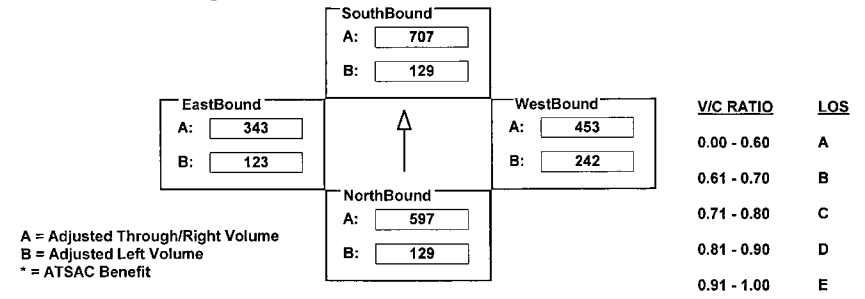 SouthBound
A: 707
B: 129
EastBound
A: 343
B: 123
WestBound
A: 453
B: 242
NorthBound
A: 597
B: 129
A = Adjusted Through/Right Volume
B = Adjusted Left Volume
* = ATSAC Benefit
V/C RATIO LOS
0.00 - 0.60 A
0.61 - 0.70 B
0.71 - 0.80 C
0.81 - 0.90 D
0.91 - 1.00 E